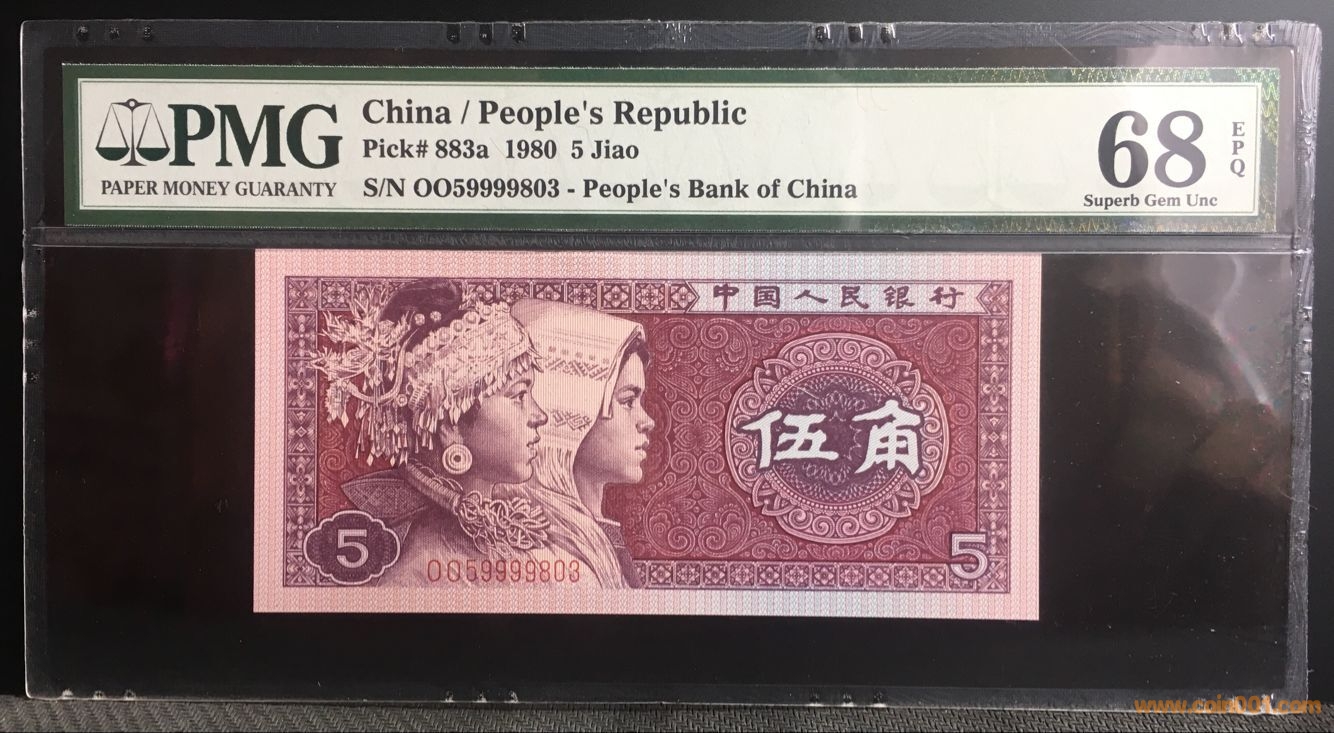 PMG
PAPER MONEY GUARANTY
China / People's Republic
Pick# 883a 1980 5 Jiao
S/N OO59999803 - People's Bank of China
68
EPQ
Superb Gem Unc
中国人民银行
伍角
5
OO59999803
5